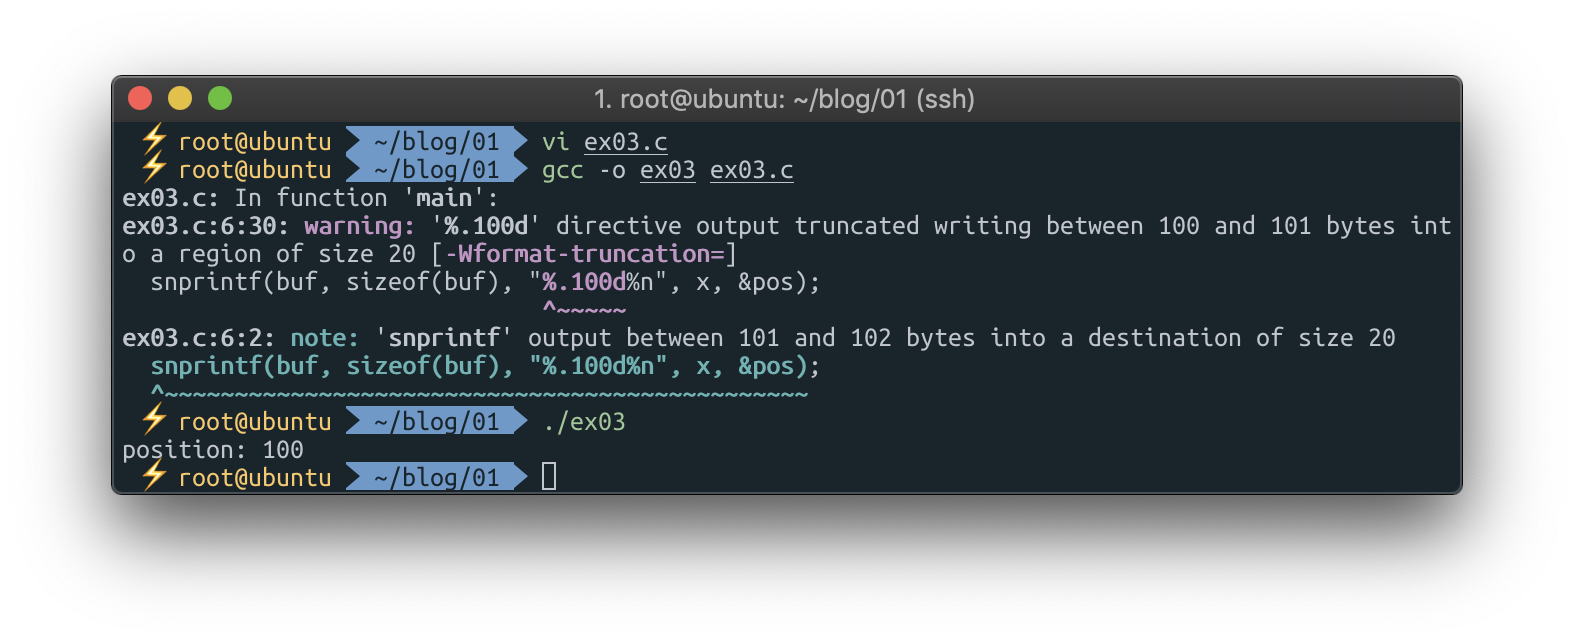 1. root@ubuntu: ~/blog/01 (ssh)
⚡ root@ubuntu ~/blog/01 vi ex03.c
⚡ root@ubuntu ~/blog/01 gcc -o ex03 ex03.c
ex03.c: In function 'main':
ex03.c:6:30: warning: '%.100d' directive output truncated writing between 100 and 101 bytes int
o a region of size 20 [-Wformat-truncation=]
  snprintf(buf, sizeof(buf), "%.100d%n", x, &pos);
                              ^~~~~~
ex03.c:6:2: note: 'snprintf' output between 101 and 102 bytes into a destination of size 20
  snprintf(buf, sizeof(buf), "%.100d%n", x, &pos);
  ^~~~~~~~~~~~~~~~~~~~~~~~~~~~~~~~~~~~~~~~~~~~~~~
⚡ root@ubuntu ~/blog/01 ./ex03
position: 100
⚡ root@ubuntu ~/blog/01